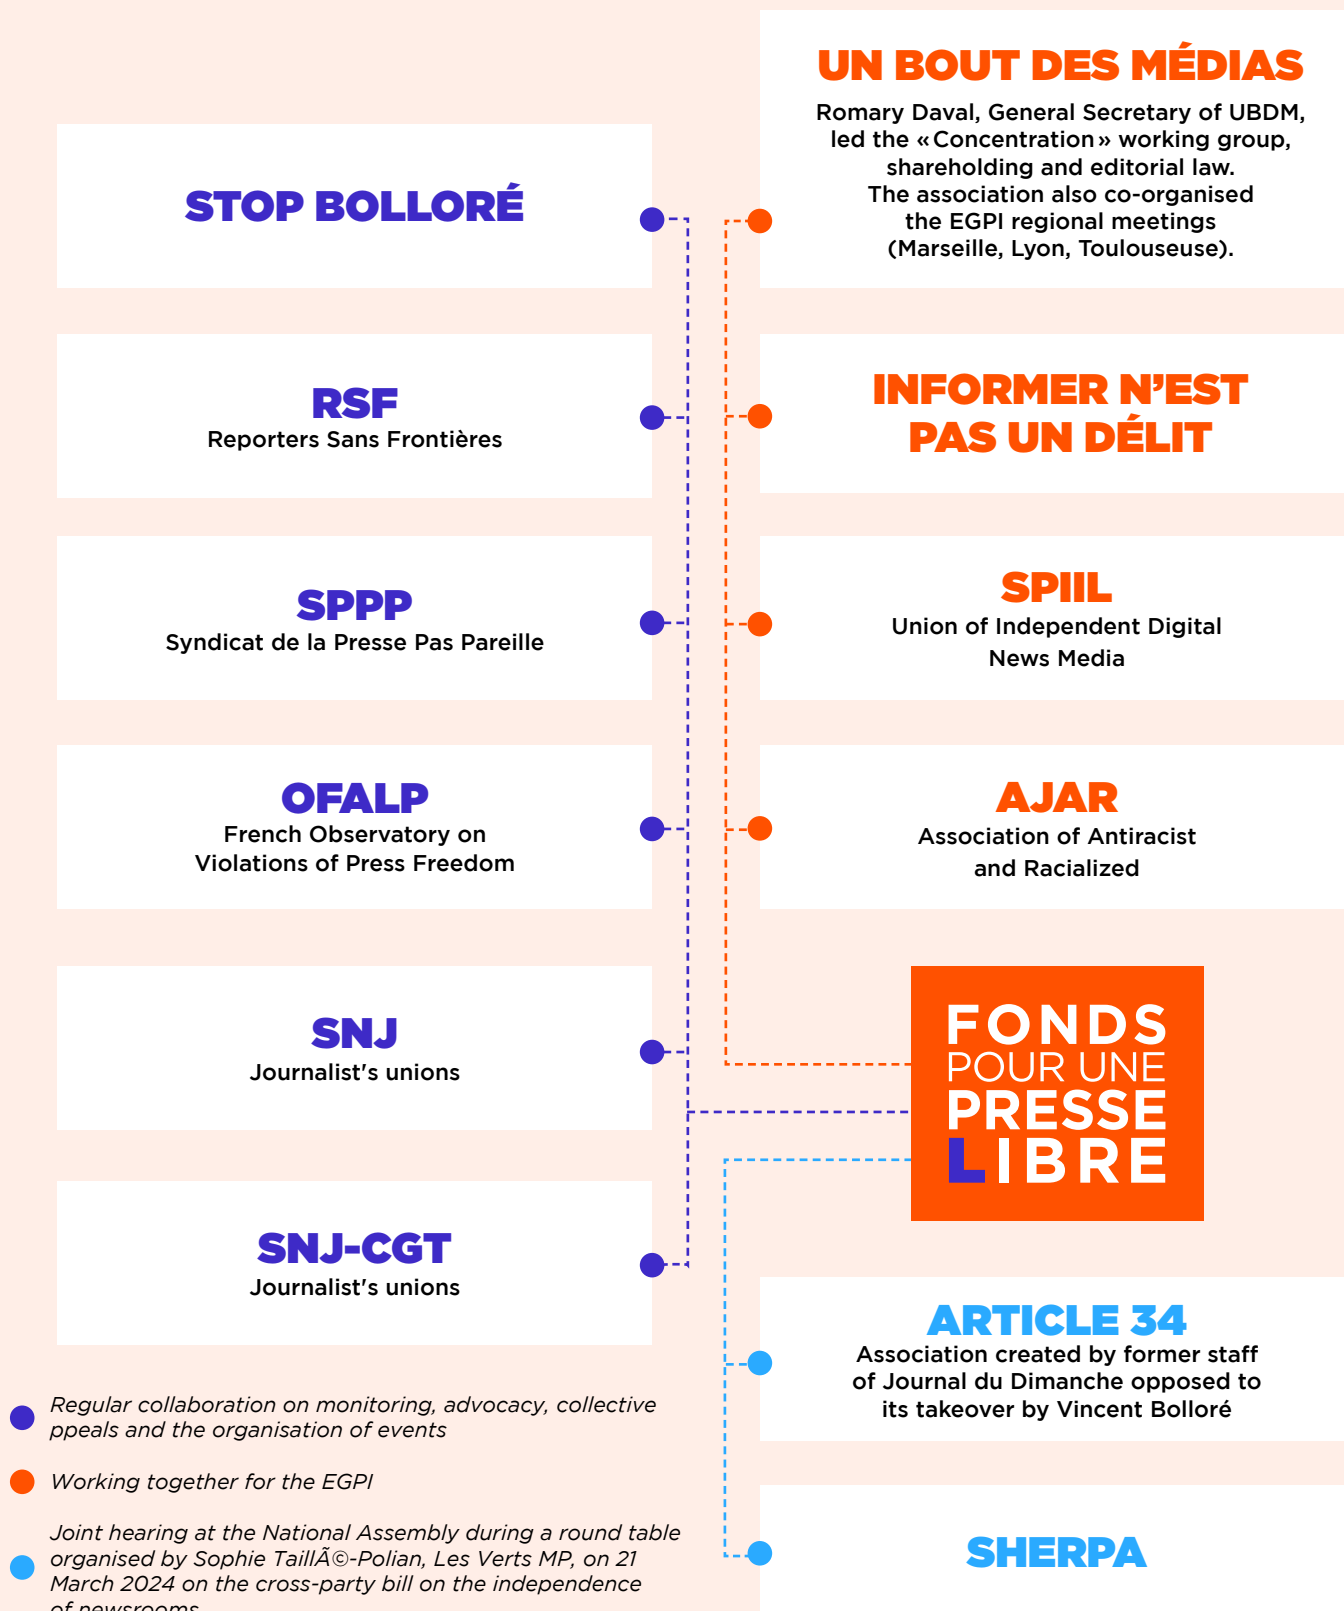 STOP BOLLORÉ
RSF
Reporters Sans Frontières
SPPP
Syndicat de la Presse Pas Pareille
OFALP
French Observatory on
Violations of Press Freedom
SNJ
Journalist's unions
SNJ-CGT
Journalist's unions
UN BOUT DES MÉDIAS
Romary Daval, General Secretary of UBDM,
led the «Concentration» working group,
shareholding and editorial law.
The association also co-organised
the EGPI regional meetings
(Marseille, Lyon, Toulouseuse).
INFORMER N’EST
PAS UN DÉLIT
SPIIL
Union of Independent Digital
News Media
AJAR
Association of Antiracist
and Racialized
FONDS
POUR UNE
PRESSE
LIBRE
ARTICLE 34
Association created by former staff
of Journal du Dimanche opposed to
its takeover by Vincent Bolloré
SHERPA
Regular collaboration on monitoring, advocacy, collective
ppeals and the organisation of events
Working together for the EGPI
Joint hearing at the National Assembly during a round table
organised by Sophie TaillÃ©-Polian, Les Verts MP, on 21
March 2024 on the cross-party bill on the independence
of newsrooms